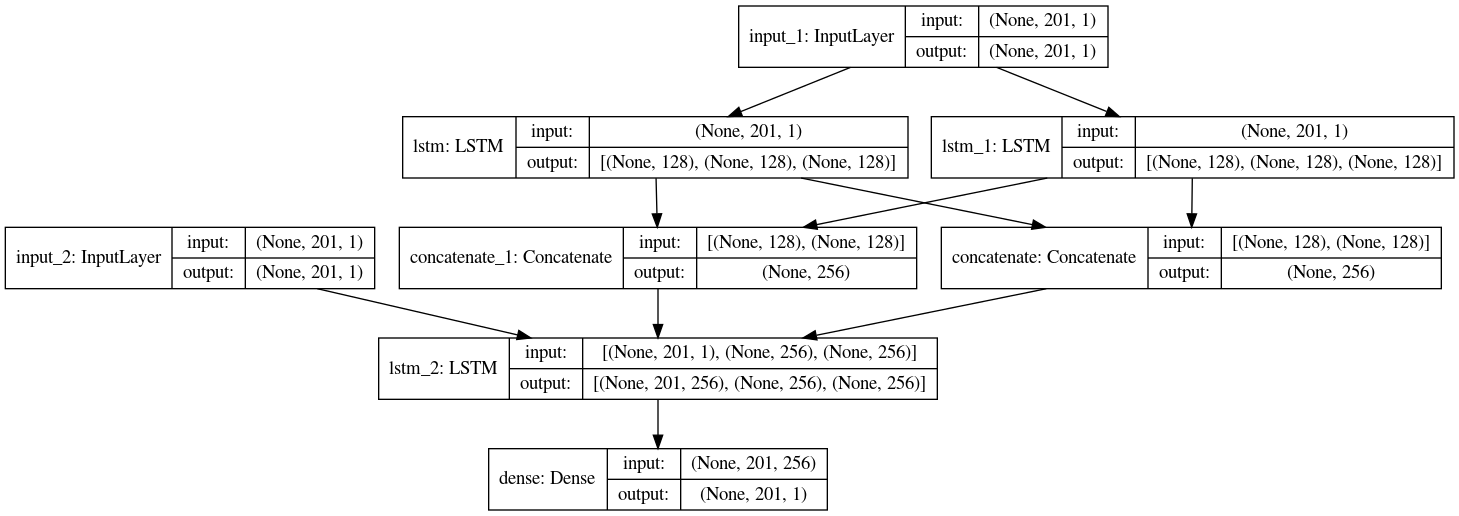 input_1: InputLayer
input: (None, 201, 1)
output: (None, 201, 1)
lstm: LSTM
input: (None, 201, 1)
output: [(None, 128), (None, 128), (None, 128)]
lstm_1: LSTM
input: (None, 201, 1)
output: [(None, 128), (None, 128), (None, 128)]
input_2: InputLayer
input: (None, 201, 1)
output: (None, 201, 1)
concatenate_1: Concatenate
input: [(None, 128), (None, 128)]
output: (None, 256)
concatenate: Concatenate
input: [(None, 128), (None, 128)]
output: (None, 256)
lstm_2: LSTM
input: [(None, 201, 1), (None, 256), (None, 256)]
output: [(None, 201, 256), (None, 256), (None, 256)]
dense: Dense
input: (None, 201, 256)
output: (None, 201, 1)